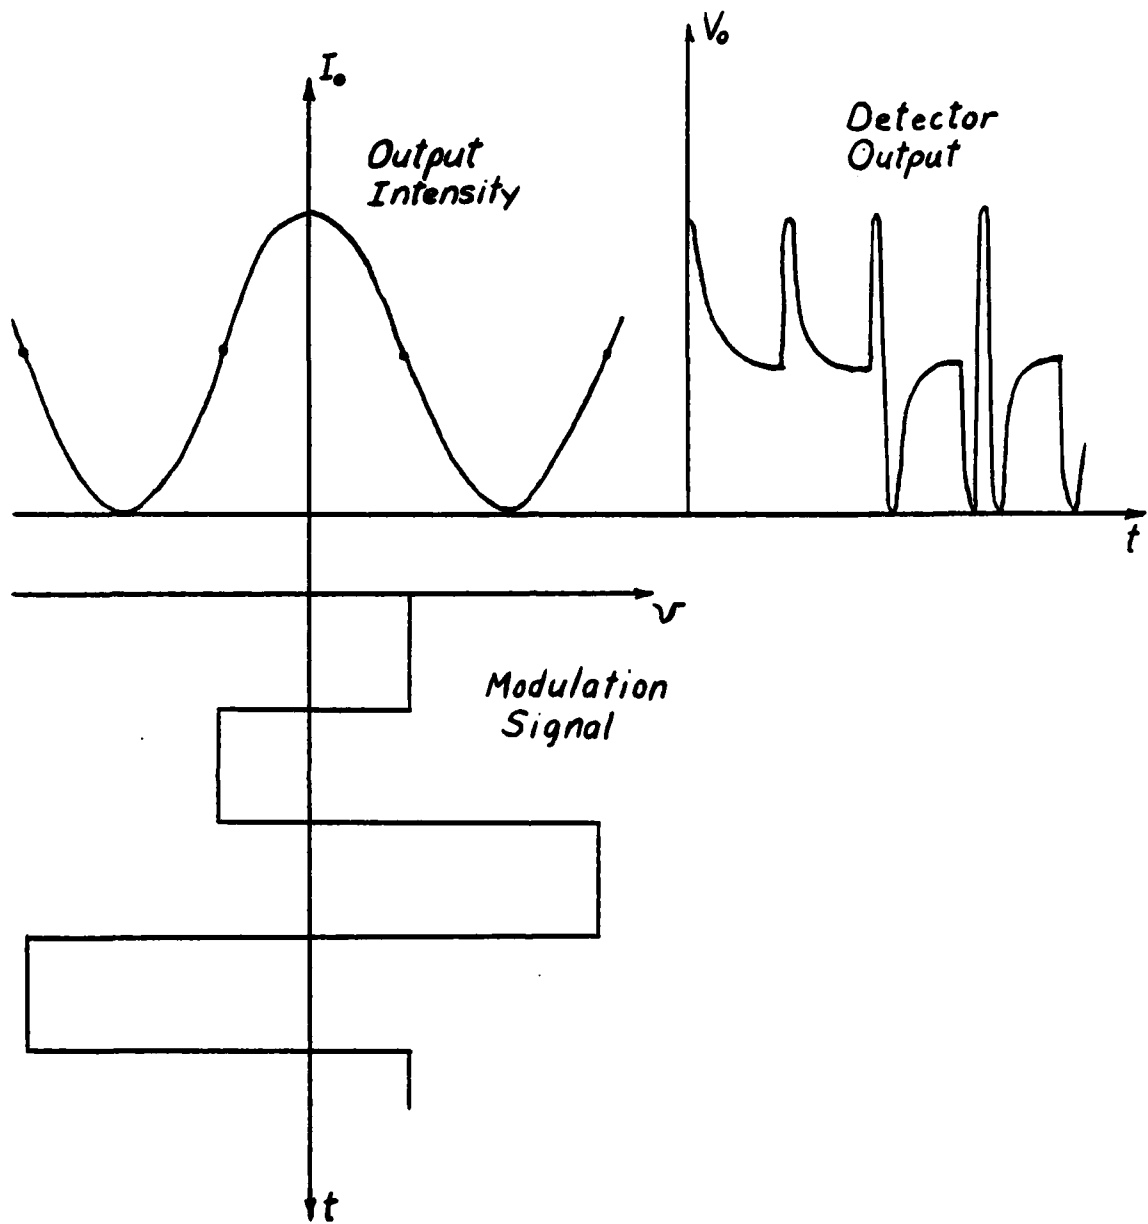 I₀
Output
Intensity
V₀
Detector
Output
t
v
Modulation
Signal
t